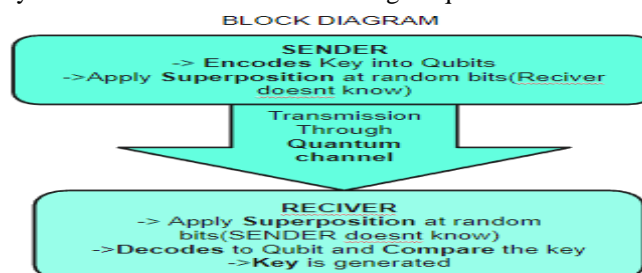 BLOCK DIAGRAM
SENDER
-> Encodes Key into Qubits
->Apply Superposition at random bits(Reciver
doesnt know)
Transmission
Through
Quantum
channel
RECIVER
-> Apply Superposition at random
bits(SENDER doesnt know)
->Decodes to Qubit and Compare the key
->Key is generated